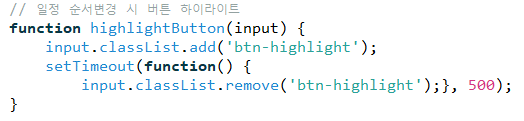 // 일정 순서변경 시 버튼 하이라이트
function highlightButton(input) {
    input.classList.add('btn-highlight');
    setTimeout(function() {
        input.classList.remove('btn-highlight');}, 500);
}